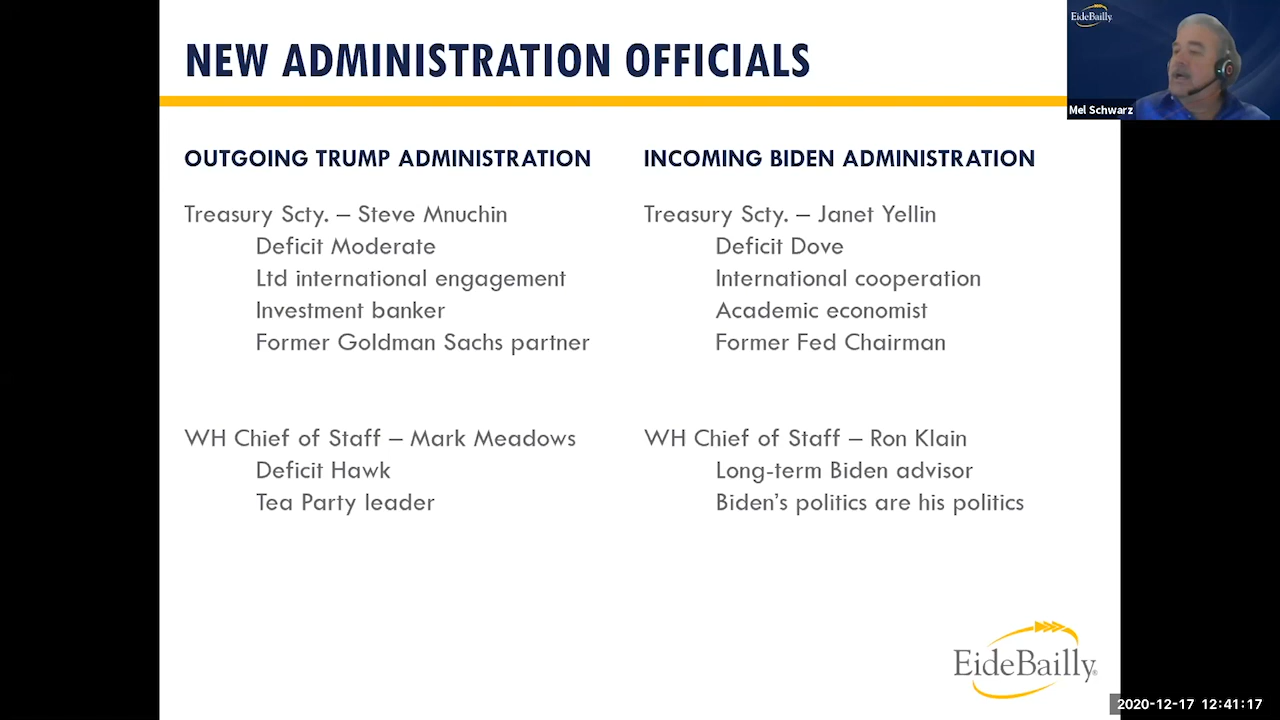 NEW ADMINISTRATION OFFICIALS
EideBailly
Mel Schwarz
OUTGOING TRUMP ADMINISTRATION
Treasury Scty. – Steve Mnuchin
Deficit Moderate
Ltd international engagement
Investment banker
Former Goldman Sachs partner
WH Chief of Staff – Mark Meadows
Deficit Hawk
Tea Party leader
INCOMING BIDEN ADMINISTRATION
Treasury Scty. – Janet Yellin
Deficit Dove
International cooperation
Academic economist
Former Fed Chairman
WH Chief of Staff – Ron Klain
Long-term Biden advisor
Biden’s politics are his politics
EideBailly®
2020-12-17 12:41:17